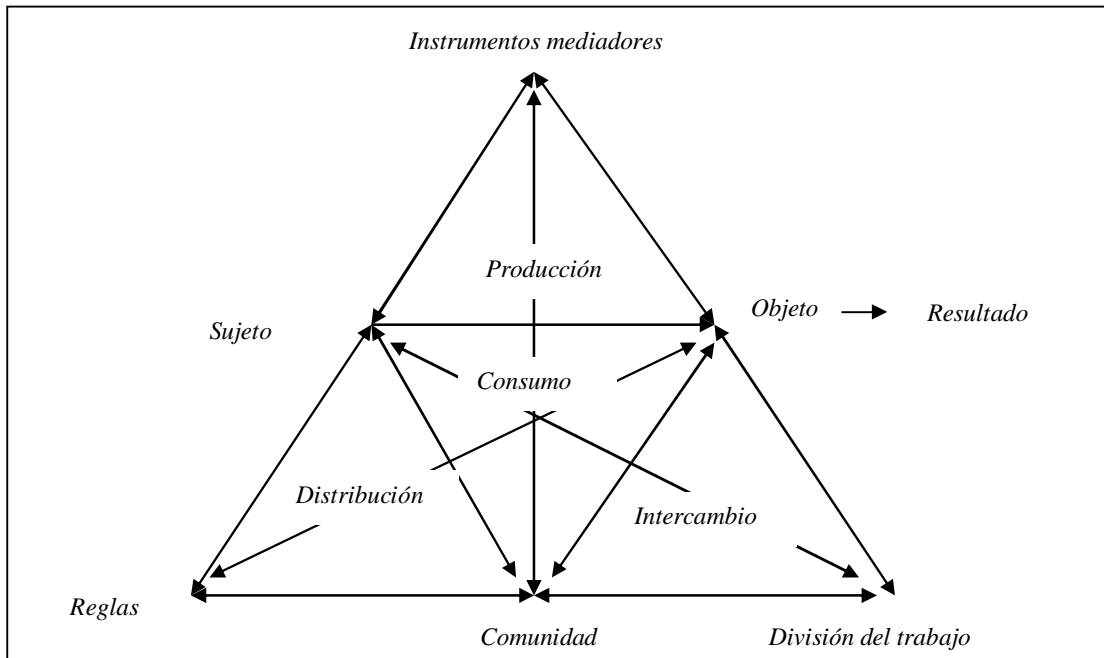 Instrumentos mediadores
Producción
Sujeto
Objeto
Resultado
Consumo
Distribución
Intercambio
Reglas
Comunidad
División del trabajo